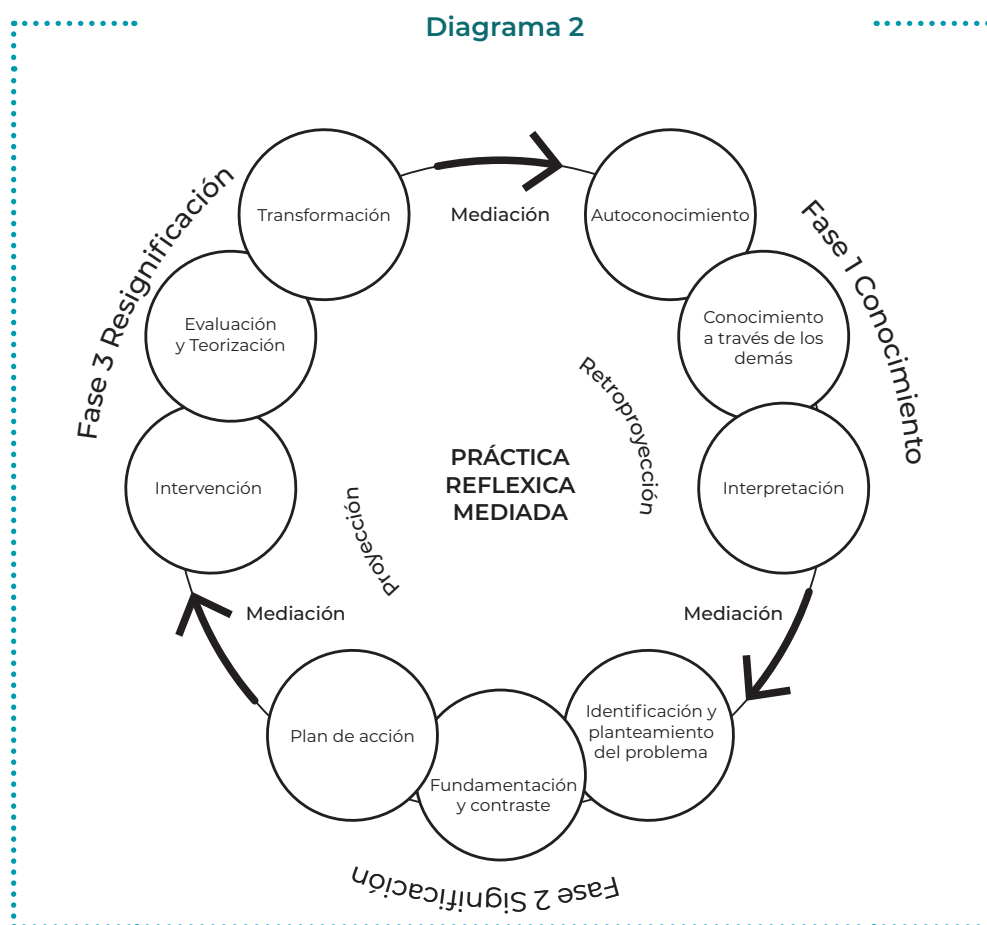 Diagrama 2
Transformación
Mediación
Autoconocimiento
Fase 1 Conocimiento
Conocimiento
a través de los
demás
Interpretación
Retroproyección
Mediación
Identificación y
planteamiento
del problema
Fundamentación
y contraste
Plan de acción
Fase 2 Significación
Mediación
Proyección
Intervención
Evaluación
y Teorización
Fase 3 Resignificación
PRÁCTICA
REFLEXICA
MEDIADA